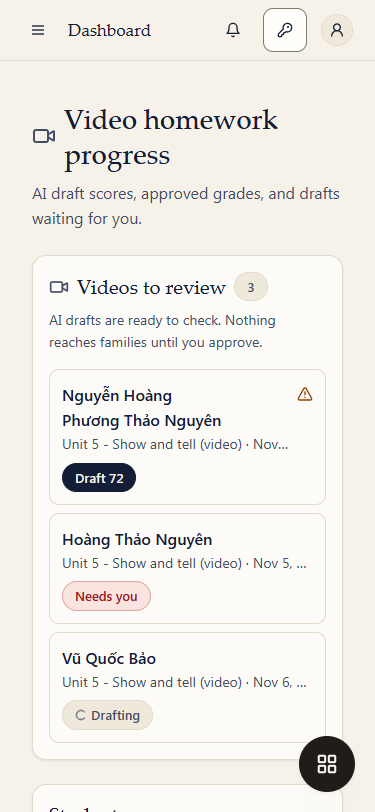 Dashboard
Video homework
progress
AI draft scores, approved grades, and drafts
waiting for you.
Videos to review 3
AI drafts are ready to check. Nothing
reaches families until you approve.
Nguyễn Hoàng
Phương Thảo Nguyên
Unit 5 - Show and tell (video) · Nov...
Draft 72
Hoàng Thảo Nguyên
Unit 5 - Show and tell (video) · Nov 5, ...
Needs you
Vũ Quốc Bảo
Unit 5 - Show and tell (video) · Nov 6, ...
Drafting